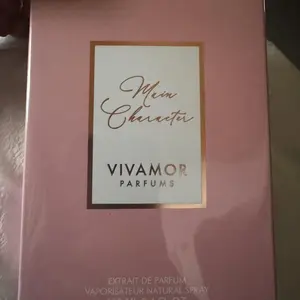 Main
Character
VIVAMOR
PARFUMS
EXTRAIT DE PARFUM
VAPORISATEUR NATURAL SPRAY